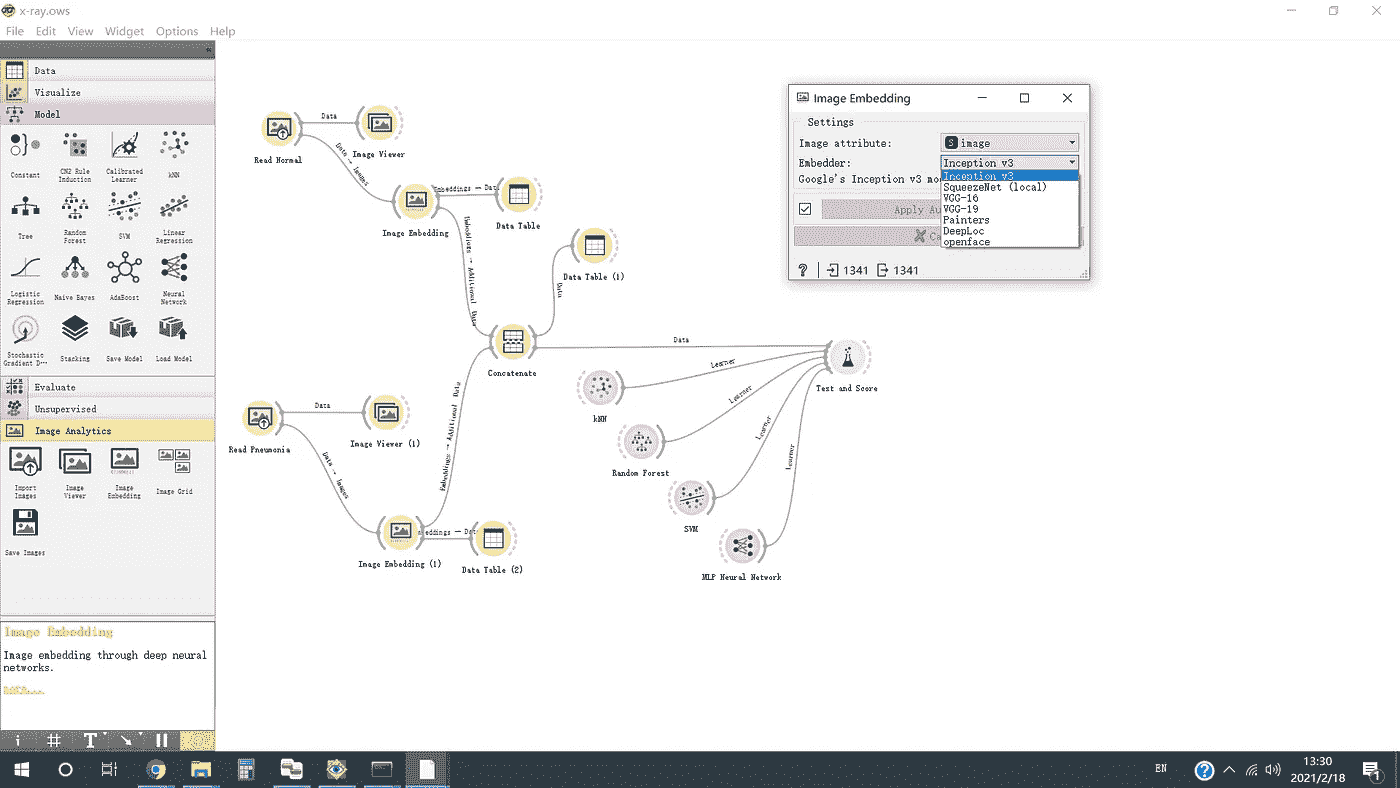 x-ray.ows
File Edit View Widget Options Help
Data
Visualize
Model
Constant
CN2 Rule Induction
Calibrated Learner
kNN
Tree
Random Forest
SVM
Linear Regression
Logistic Regression
Naive Bayes
AdaBoost
Neural Network
Stochastic Gradient D...
Stacking
Save Model
Load Model
Evaluate
Unsupervised
Image Analytics
Import Images
Image Viewer
Image Embedding
Image Grid
Save Images
Image Embedding
Image embedding through deep neural
networks.
Read Normal
Data
Image Viewer
Data → Images
Image Embedding
Embeddings → Data
Data Table
Embeddings → Additional Data
Data Table (1)
Data
Concatenate
Data
Test and Score
Learner
kNN
Learner
Random Forest
Learner
SVM
Learner
MLP Neural Network
Read Pneumonia
Data
Image Viewer (1)
Data → Images
Embeddings → Additional Data
Image Embedding (1)
eddings → Dat
Data Table (2)
Image Embedding
Settings
Image attribute:
S image
Embedder:
Inception v3
Google's Inception v3 mo
Inception v3
SqueezeNet (local)
VGG-16
VGG-19
Painters
DeepLoc
openface
Apply Au
Ca
? 1341 1341
EN
13:30
2021/2/18
1